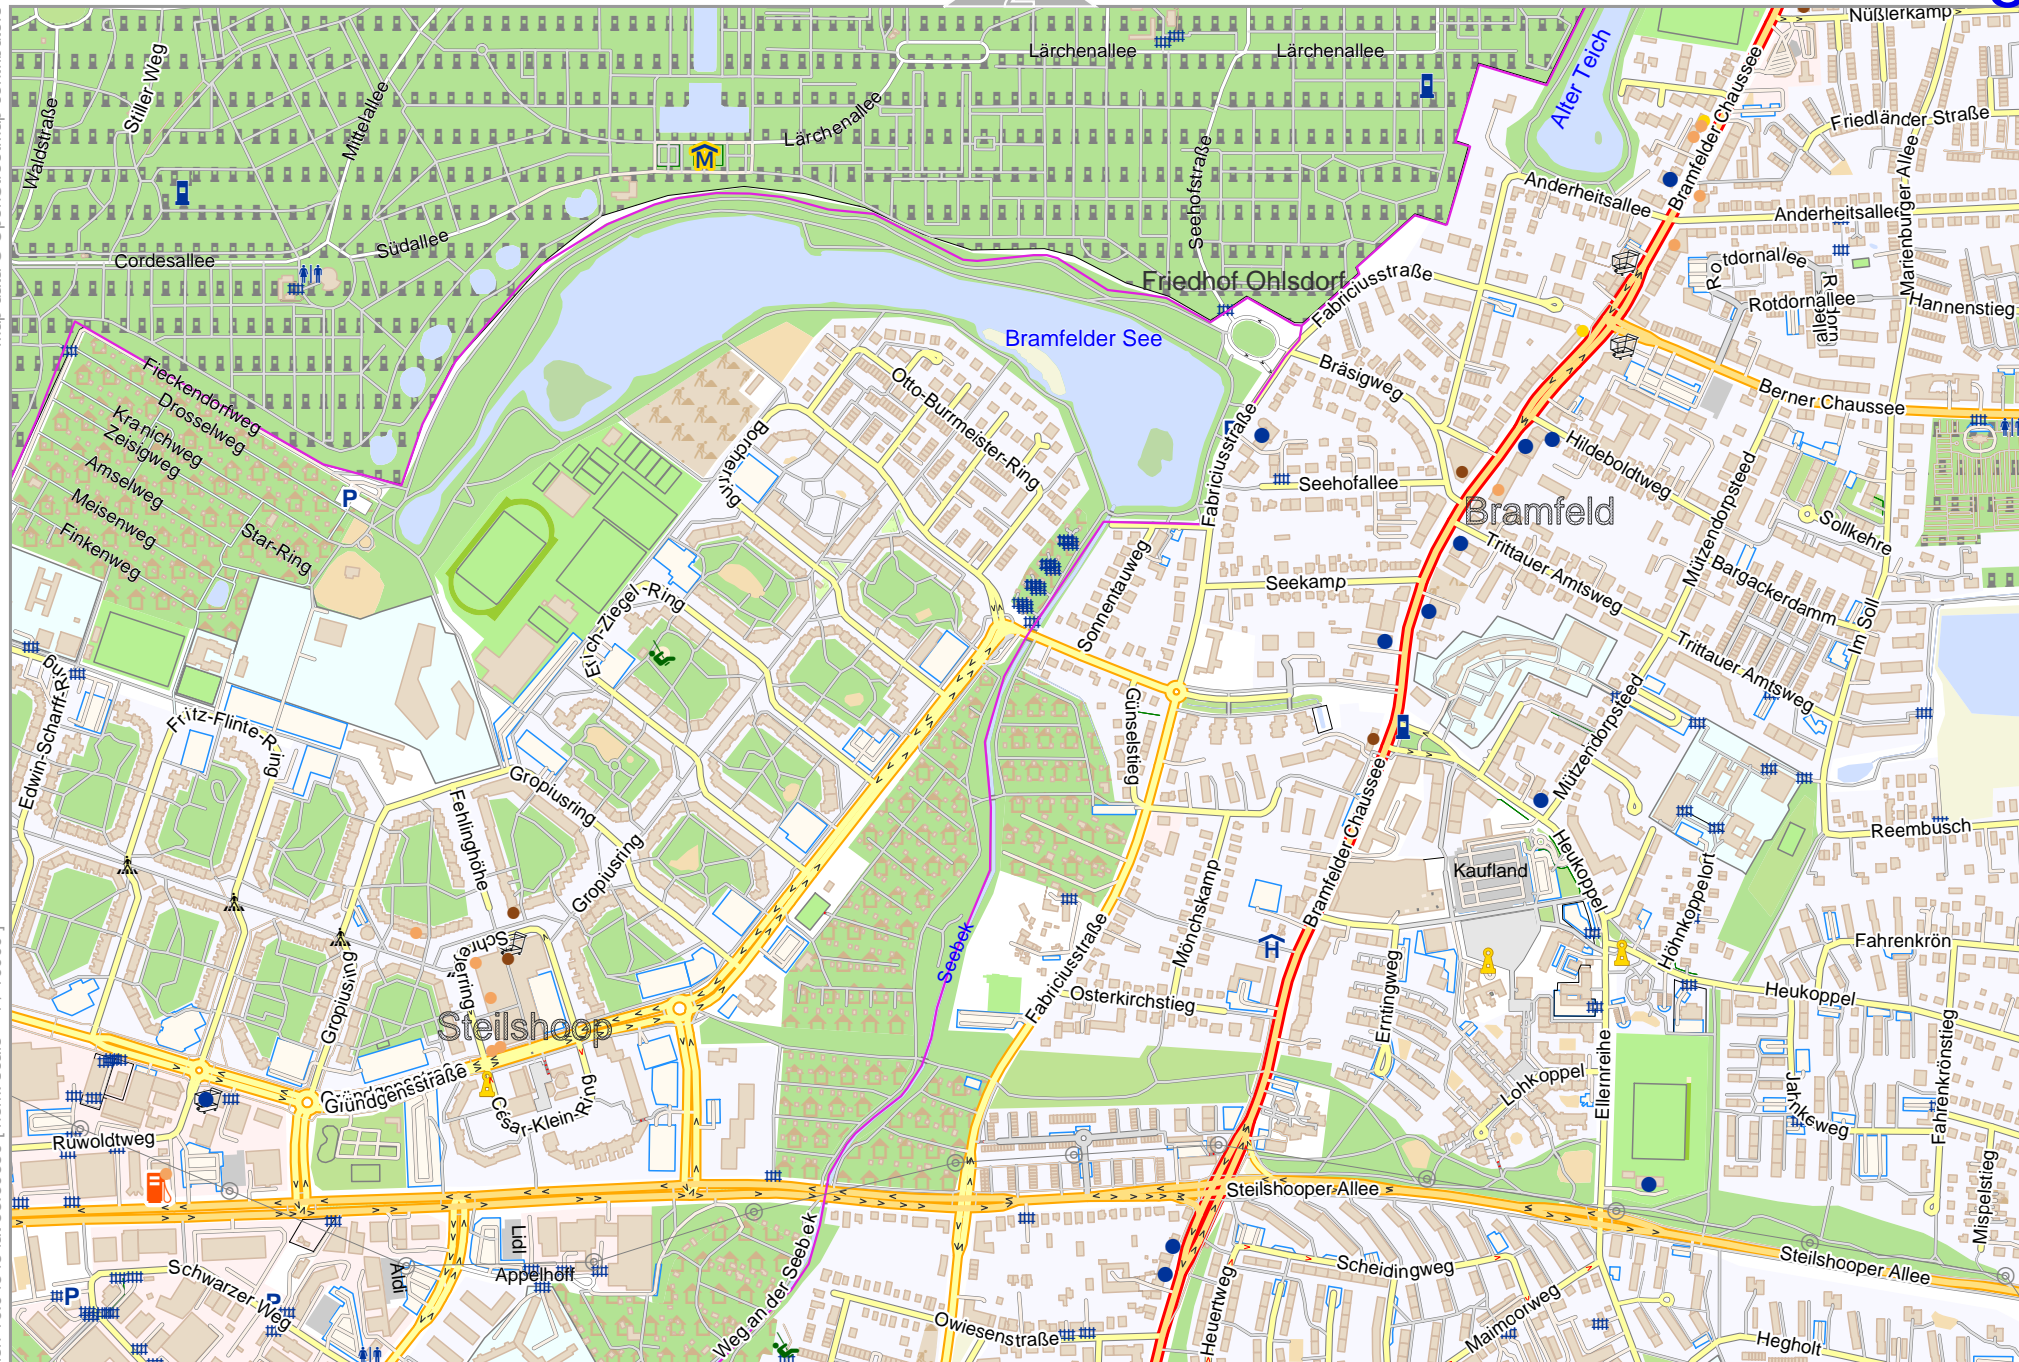 Nüßlerkamp
Lärchenallee
Lärchenallee
Alter Teich
Bramfelder Chaussee
Stiller Weg
Mittelallee
Waldstraße
Lärchenallee
Friedländer Straße
Seehofstraße
Marienburger Allee
M
Anderheitsallee
Anderheitsallee
Südallee
Cordesallee
Rotdornallee
Friedhof Ohlsdorf
Fabriciusstraße
Rotdornallee
Rotdorn
allee
Hannenstieg
Bramfelder See
Bräsigweg
Fieckendorfweg
Drosselweg
Kranichweg
Zeisigweg
Otto-Burrmeister-Ring
Berner Chaussee
Borchertring
Fabriciusstraße
Hildeboldtweg
Amselweg
Meisenweg
Finkenweg
Star-Ring
P
Seehofallee
Bramfeld
Mützendorpsteed
Sollkehre
Trittauer Amtsweg
Bargackerdamm
Sonnentauweg
Seekamp
Im Soll
Erich-Ziegel-Ring
Trittauer Amtsweg
Edwin-Scharff-Ring
Fritz-Flinte-Ring
Günselstieg
Mützendorpsteed
Gropiusring
Fehlinghöhe
Bramfelder Chaussee
Reembusch
Gropiusring
Heukoppel
Kaufland
Mönchskamp
Höhnkoppelort
Schreyerring
Seebek
Fabriciusstraße
H
Fahrenkrön
Gropiusring
Erntingweg
Osterkirchstieg
Heukoppel
Steilshoop
Ellernreihe
Fahrenkrönstieg
Gründgensstraße
Gründgensstraße
César-Klein-Ring
Lohkoppel
Jahnkeweg
Ruwoldtweg
Mispelstieg
Steilshooper Allee
Steilshooper Allee
Lidl
Aldi
Appelhoff
Weg an der Seebek
Schwarzer Weg
P
P
Heuertweg
Scheidingweg
Owiesenstraße
Maimoorweg
Hegholt